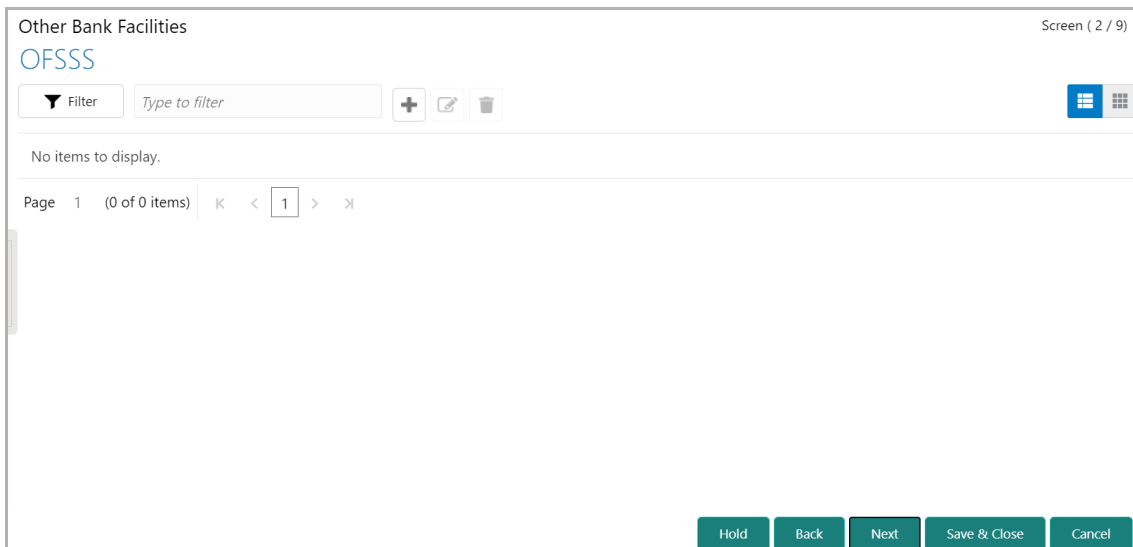 Other Bank Facilities Screen ( 2 / 9)
OFSSS
Filter Type to filter
No items to display.
Page 1 (0 of 0 items) 1
Hold Back Next Save & Close Cancel